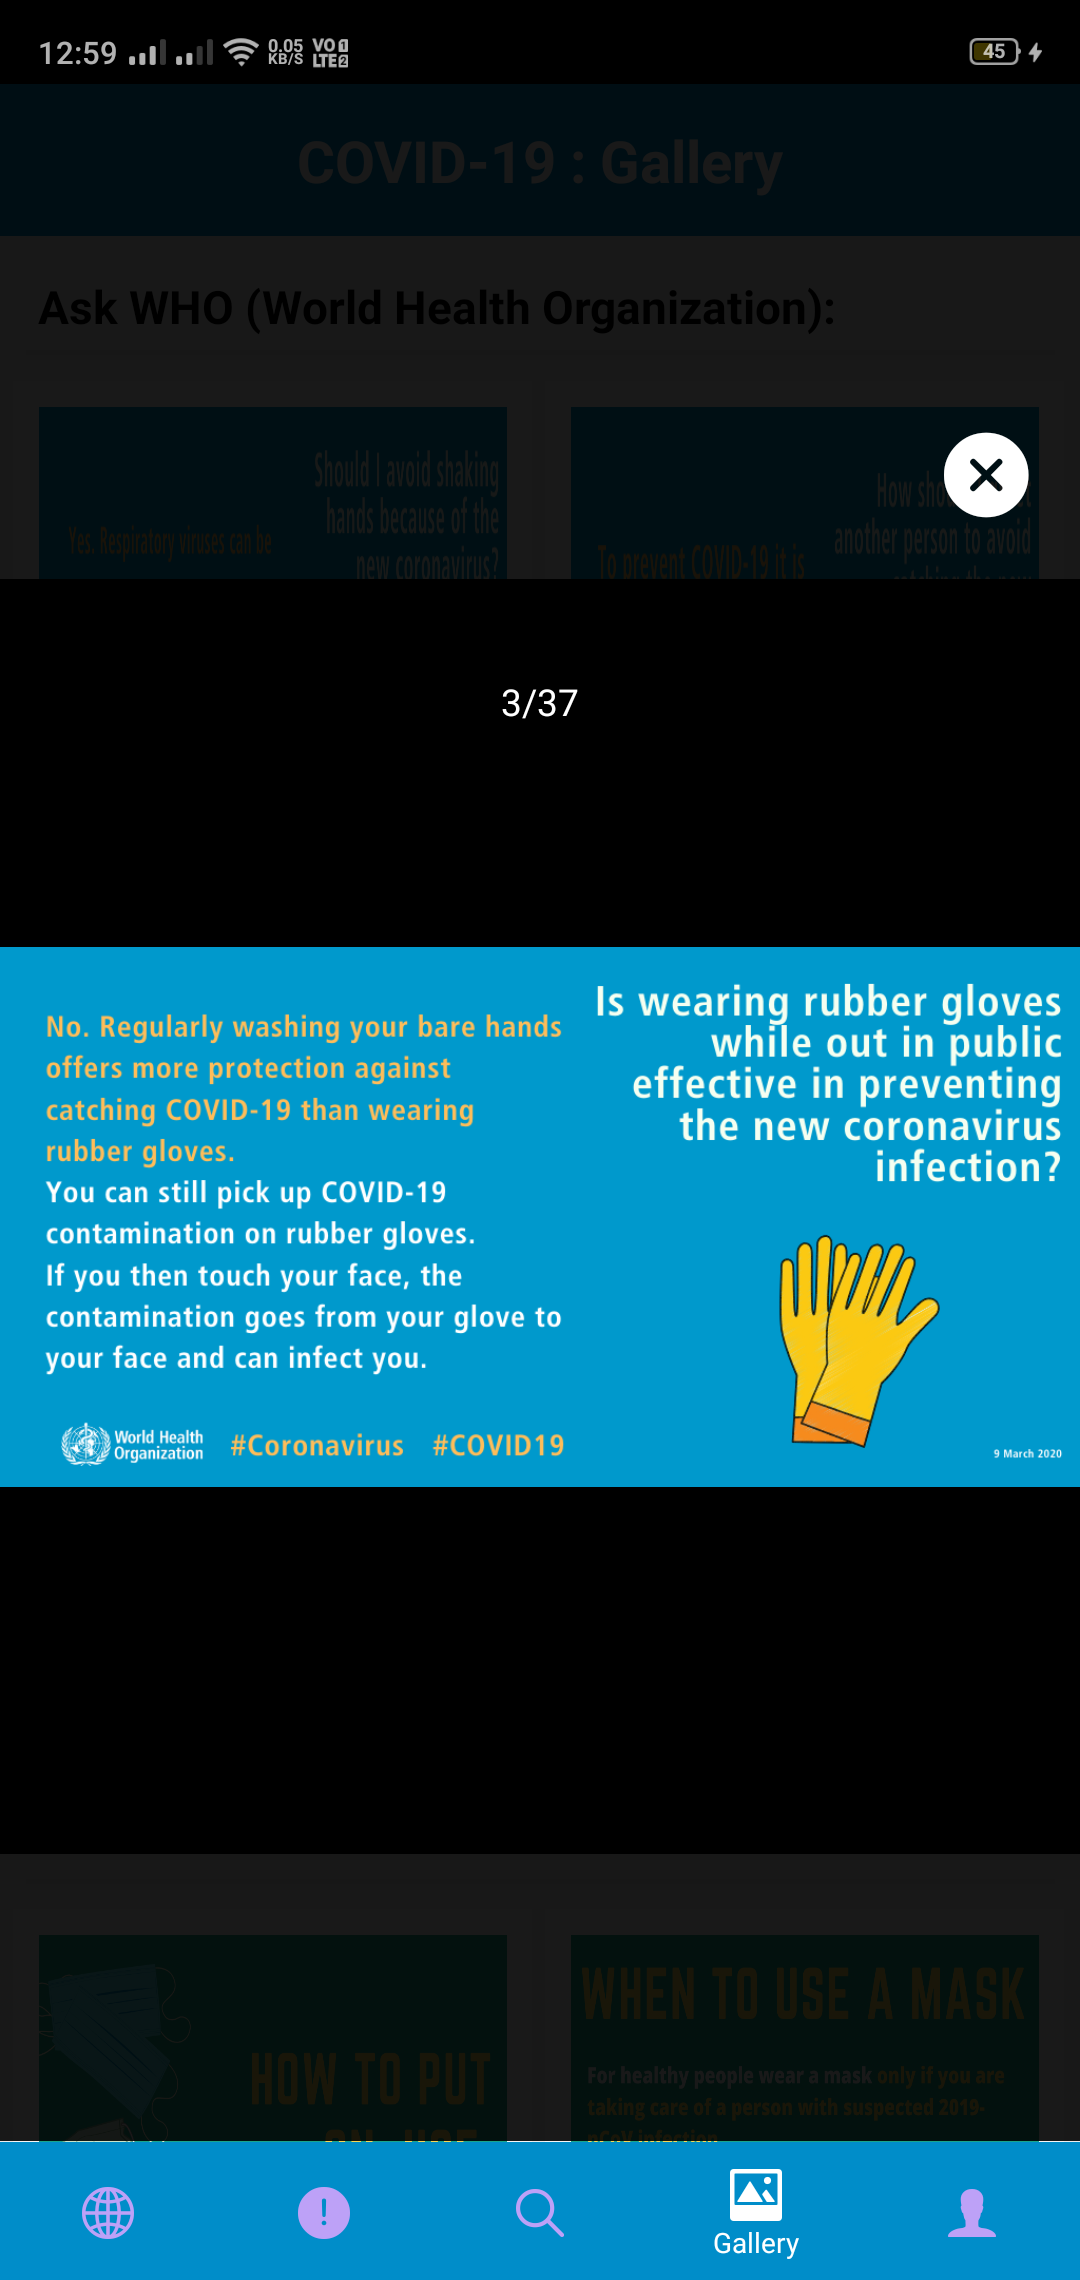 12:59
0.05
KB/S
VO 1
LTE 2
45
COVID-19 : Gallery
Ask WHO (World Health Organization):
Should I avoid shaking
hands because of the
new coronavirus?
Yes. Respiratory viruses can be
How
another person to avoid
To prevent COVID-19 it is
3/37
Is wearing rubber gloves
while out in public
effective in preventing
the new coronavirus
infection?
No. Regularly washing your bare hands
offers more protection against
catching COVID-19 than wearing
rubber gloves.
You can still pick up COVID-19
contamination on rubber gloves.
If you then touch your face, the
contamination goes from your glove to
your face and can infect you.
World Health
Organization
#Coronavirus #COVID19
9 March 2020
HOW TO PUT
WHEN TO USE A MASK
For healthy people wear a mask only if you are
taking care of a person with suspected 2019-
nCoV infection
Gallery